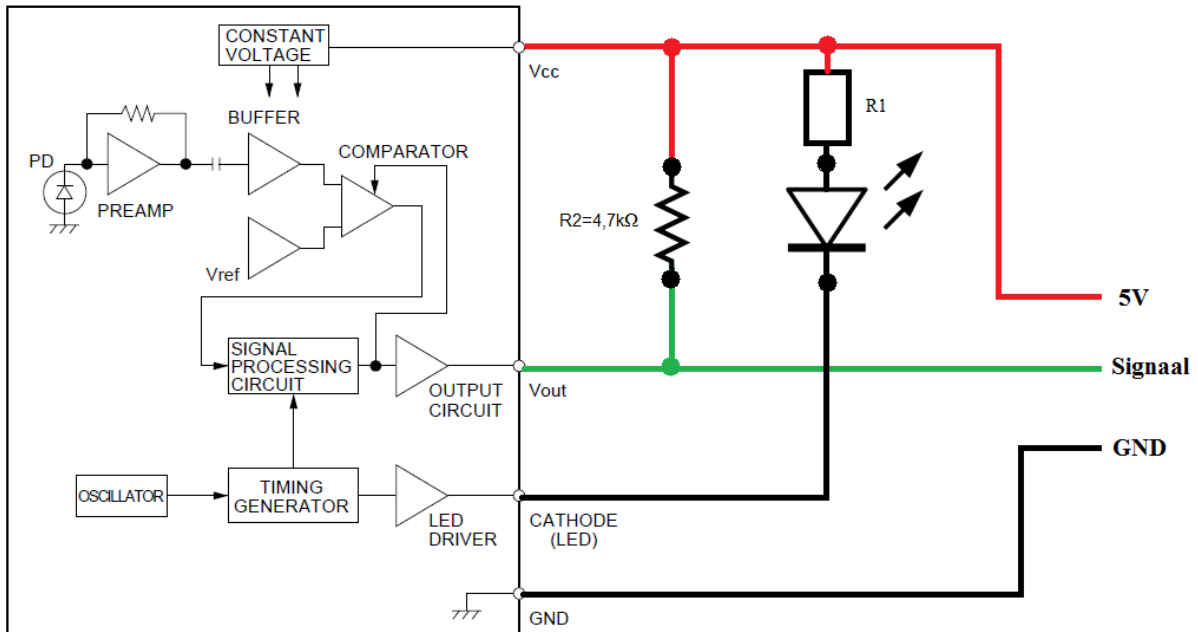 CONSTANT
VOLTAGE
Vcc
R1
BUFFER
COMPARATOR
PD
PREAMP
R2=4,7kΩ
Vref
5V
SIGNAL
PROCESSING
CIRCUIT
OUTPUT
CIRCUIT
Vout
Signaal
GND
OSCILLATOR
TIMING
GENERATOR
LED
DRIVER
CATHODE
(LED)
GND